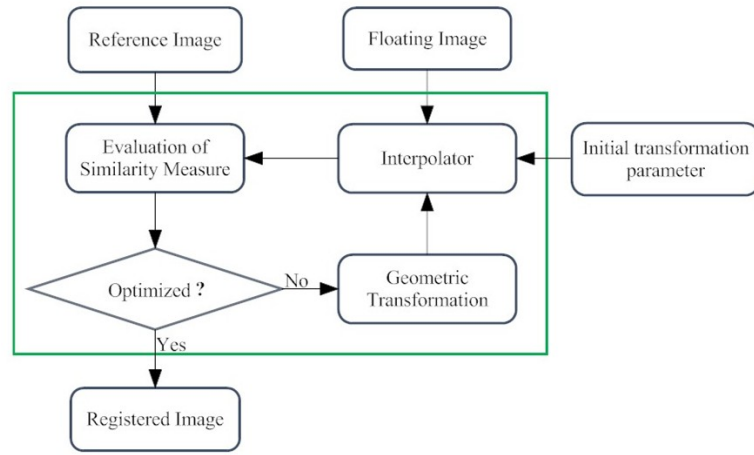 Reference Image
Floating Image
Evaluation of
Similarity Measure
Interpolator
Initial transformation
parameter
Optimized ?
No
Geometric
Transformation
Yes
Registered Image